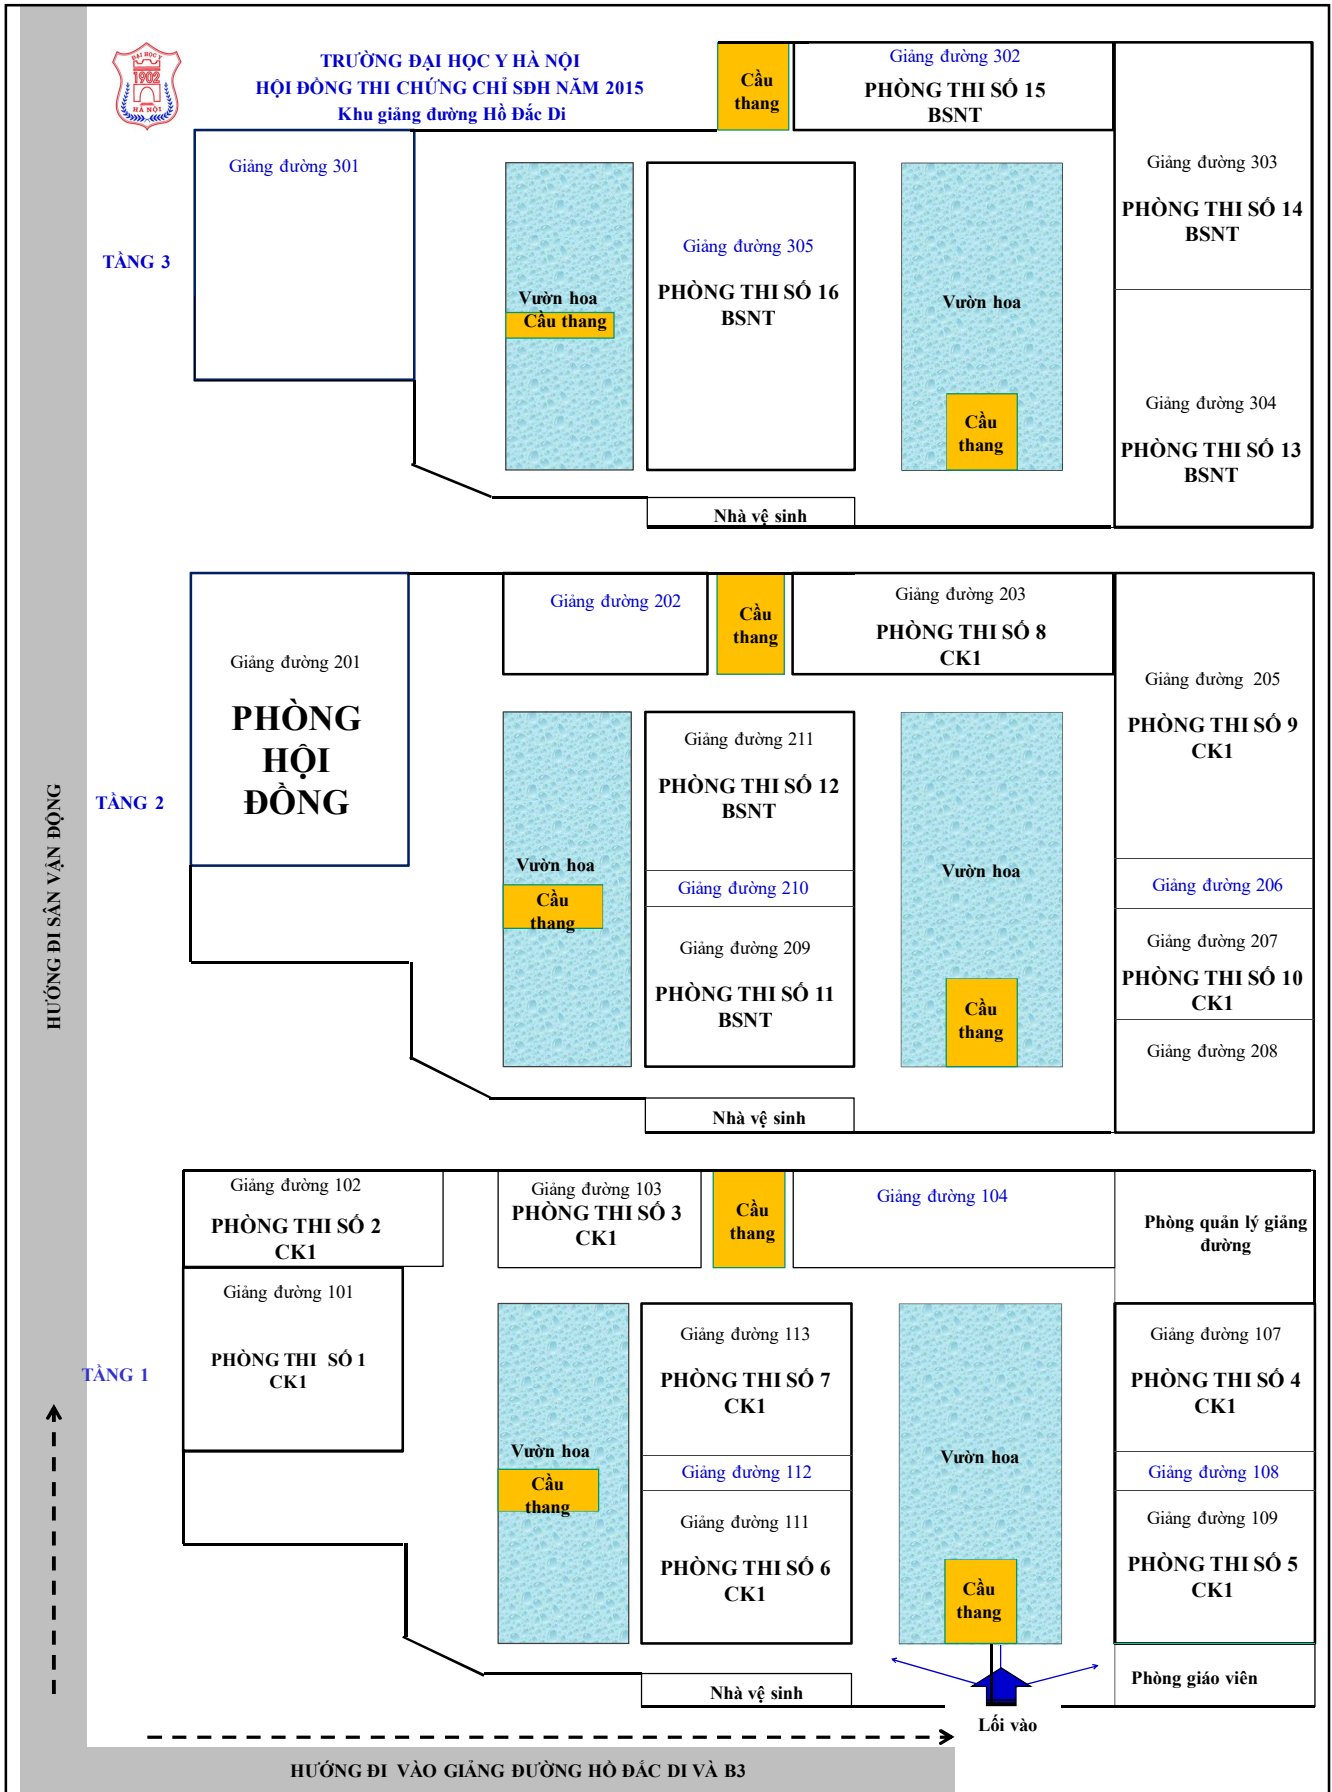 ĐẠI HỌC Y
1902
HÀ NỘI
TRƯỜNG ĐẠI HỌC Y HÀ NỘI
HỘI ĐỒNG THI CHỨNG CHỈ SĐH NĂM 2015
Khu giảng đường Hồ Đắc Di
Cầu
thang
Giảng đường 302
PHÒNG THI SỐ 15
BSNT
Giảng đường 301
Giảng đường 303
PHÒNG THI SỐ 14
BSNT
TẦNG 3
Giảng đường 305
PHÒNG THI SỐ 16
BSNT
Vườn hoa
Cầu thang
Vườn hoa
Cầu
thang
Giảng đường 304
PHÒNG THI SỐ 13
BSNT
Nhà vệ sinh
Giảng đường 202
Cầu
thang
Giảng đường 203
PHÒNG THI SỐ 8
CK1
Giảng đường 201
PHÒNG
HỘI
ĐỒNG
Giảng đường 205
PHÒNG THI SỐ 9
CK1
TẦNG 2
Giảng đường 211
PHÒNG THI SỐ 12
BSNT
Vườn hoa
Cầu
thang
Giảng đường 210
Vườn hoa
Giảng đường 206
Giảng đường 209
PHÒNG THI SỐ 11
BSNT
Cầu
thang
Giảng đường 207
PHÒNG THI SỐ 10
CK1
Giảng đường 208
Nhà vệ sinh
HƯỚNG ĐI SÂN VẬN ĐỘNG
Giảng đường 102
PHÒNG THI SỐ 2
CK1
Giảng đường 103
PHÒNG THI SỐ 3
CK1
Cầu
thang
Giảng đường 104
Phòng quản lý giảng
đường
Giảng đường 101
PHÒNG THI SỐ 1
CK1
TẦNG 1
Giảng đường 113
PHÒNG THI SỐ 7
CK1
Giảng đường 107
PHÒNG THI SỐ 4
CK1
Vườn hoa
Cầu
thang
Giảng đường 112
Vườn hoa
Giảng đường 108
Giảng đường 111
PHÒNG THI SỐ 6
CK1
Cầu
thang
Giảng đường 109
PHÒNG THI SỐ 5
CK1
Nhà vệ sinh
Phòng giáo viên
Lối vào
HƯỚNG ĐI VÀO GIẢNG ĐƯỜNG HỒ ĐẮC DI VÀ B3